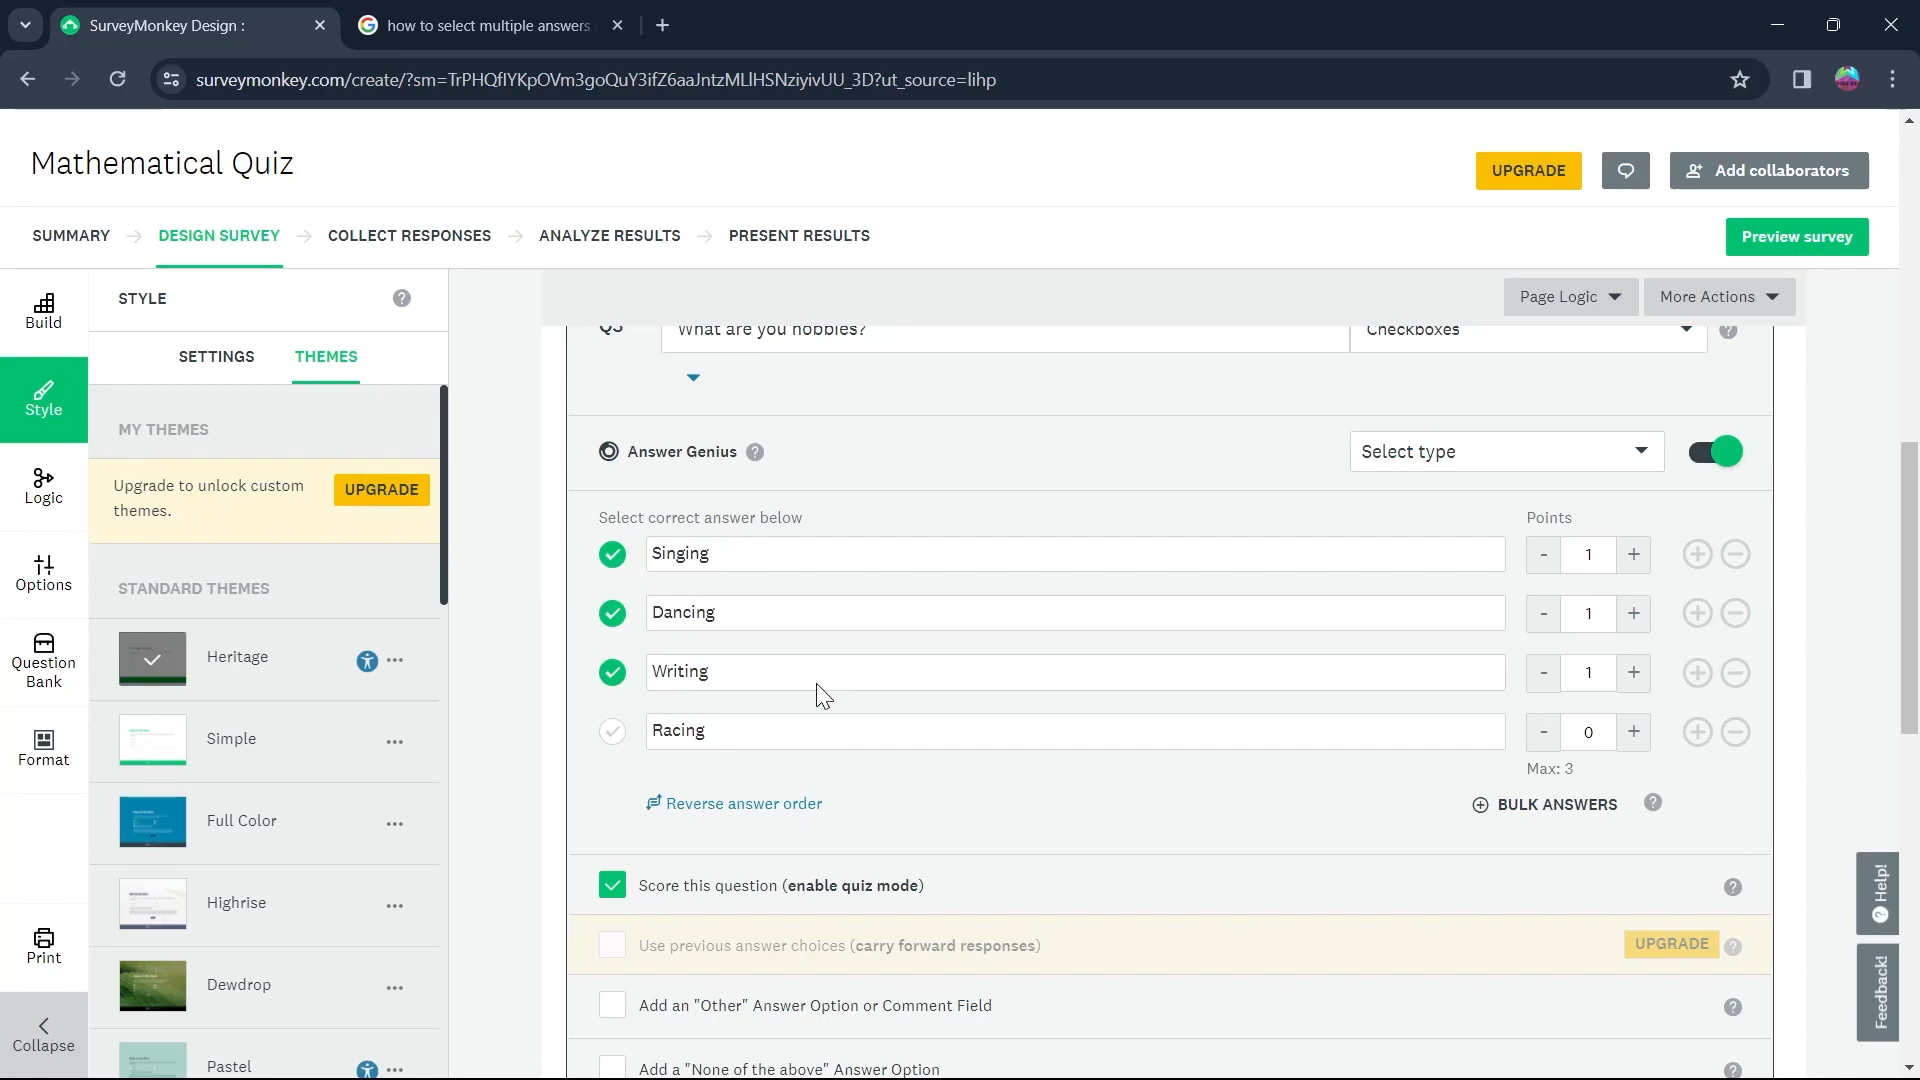 SurveyMonkey Design :
how to select multiple answers
surveymonkey.com/create/?sm=TrPHQflYKpOVm3goQuY3ifZ6aaJntzMLlHSNziyivUU_3D?ut_source=lihp
Mathematical Quiz
UPGRADE
Add collaborators
SUMMARY
DESIGN SURVEY
COLLECT RESPONSES
ANALYZE RESULTS
PRESENT RESULTS
Preview survey
Build
Style
Logic
Options
Question
Bank
Format
Print
Collapse
STYLE
SETTINGS
THEMES
MY THEMES
Upgrade to unlock custom
themes.
UPGRADE
STANDARD THEMES
Heritage
Simple
Full Color
Highrise
Dewdrop
Pastel
Page Logic
More Actions
What are you hobbies?
Checkboxes
Answer Genius
Select type
Select correct answer below
Points
Singing
- 1 +
Dancing
- 1 +
Writing
- 1 +
Racing
- 0 +
Max: 3
Reverse answer order
BULK ANSWERS
Score this question (enable quiz mode)
Use previous answer choices (carry forward responses)
UPGRADE
Add an "Other" Answer Option or Comment Field
Add a "None of the above" Answer Option
Help!
Feedback!